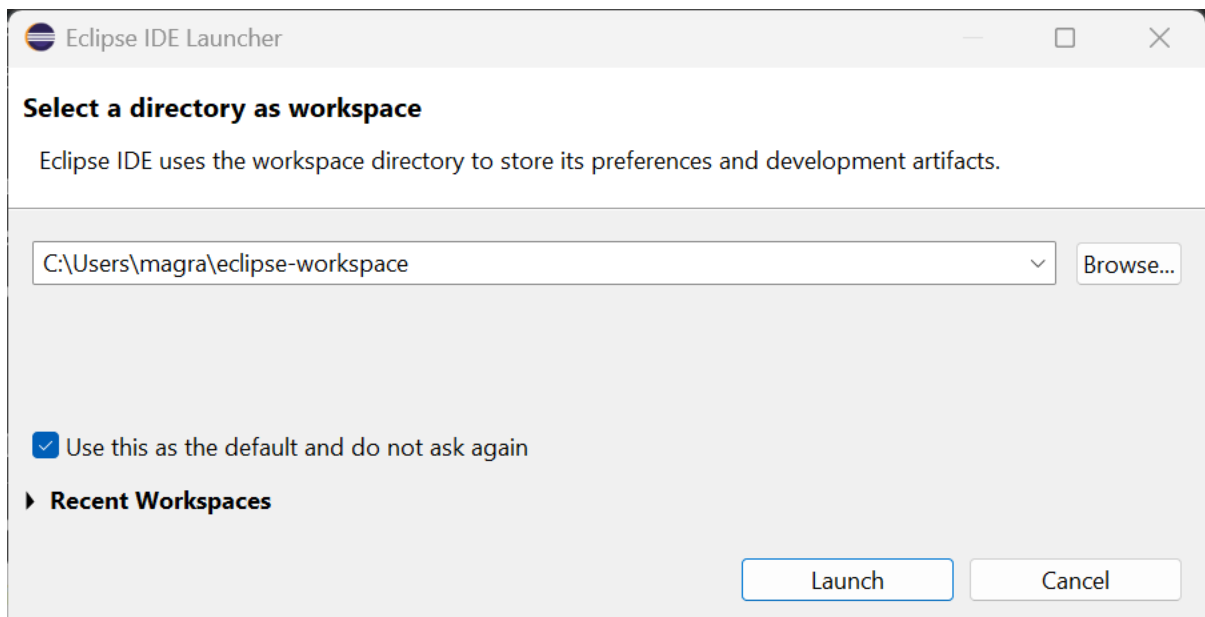 Eclipse IDE Launcher
Select a directory as workspace
Eclipse IDE uses the workspace directory to store its preferences and development artifacts.
C:\Users\magra\eclipse-workspace
Browse...
Use this as the default and do not ask again
Recent Workspaces
Launch Cancel